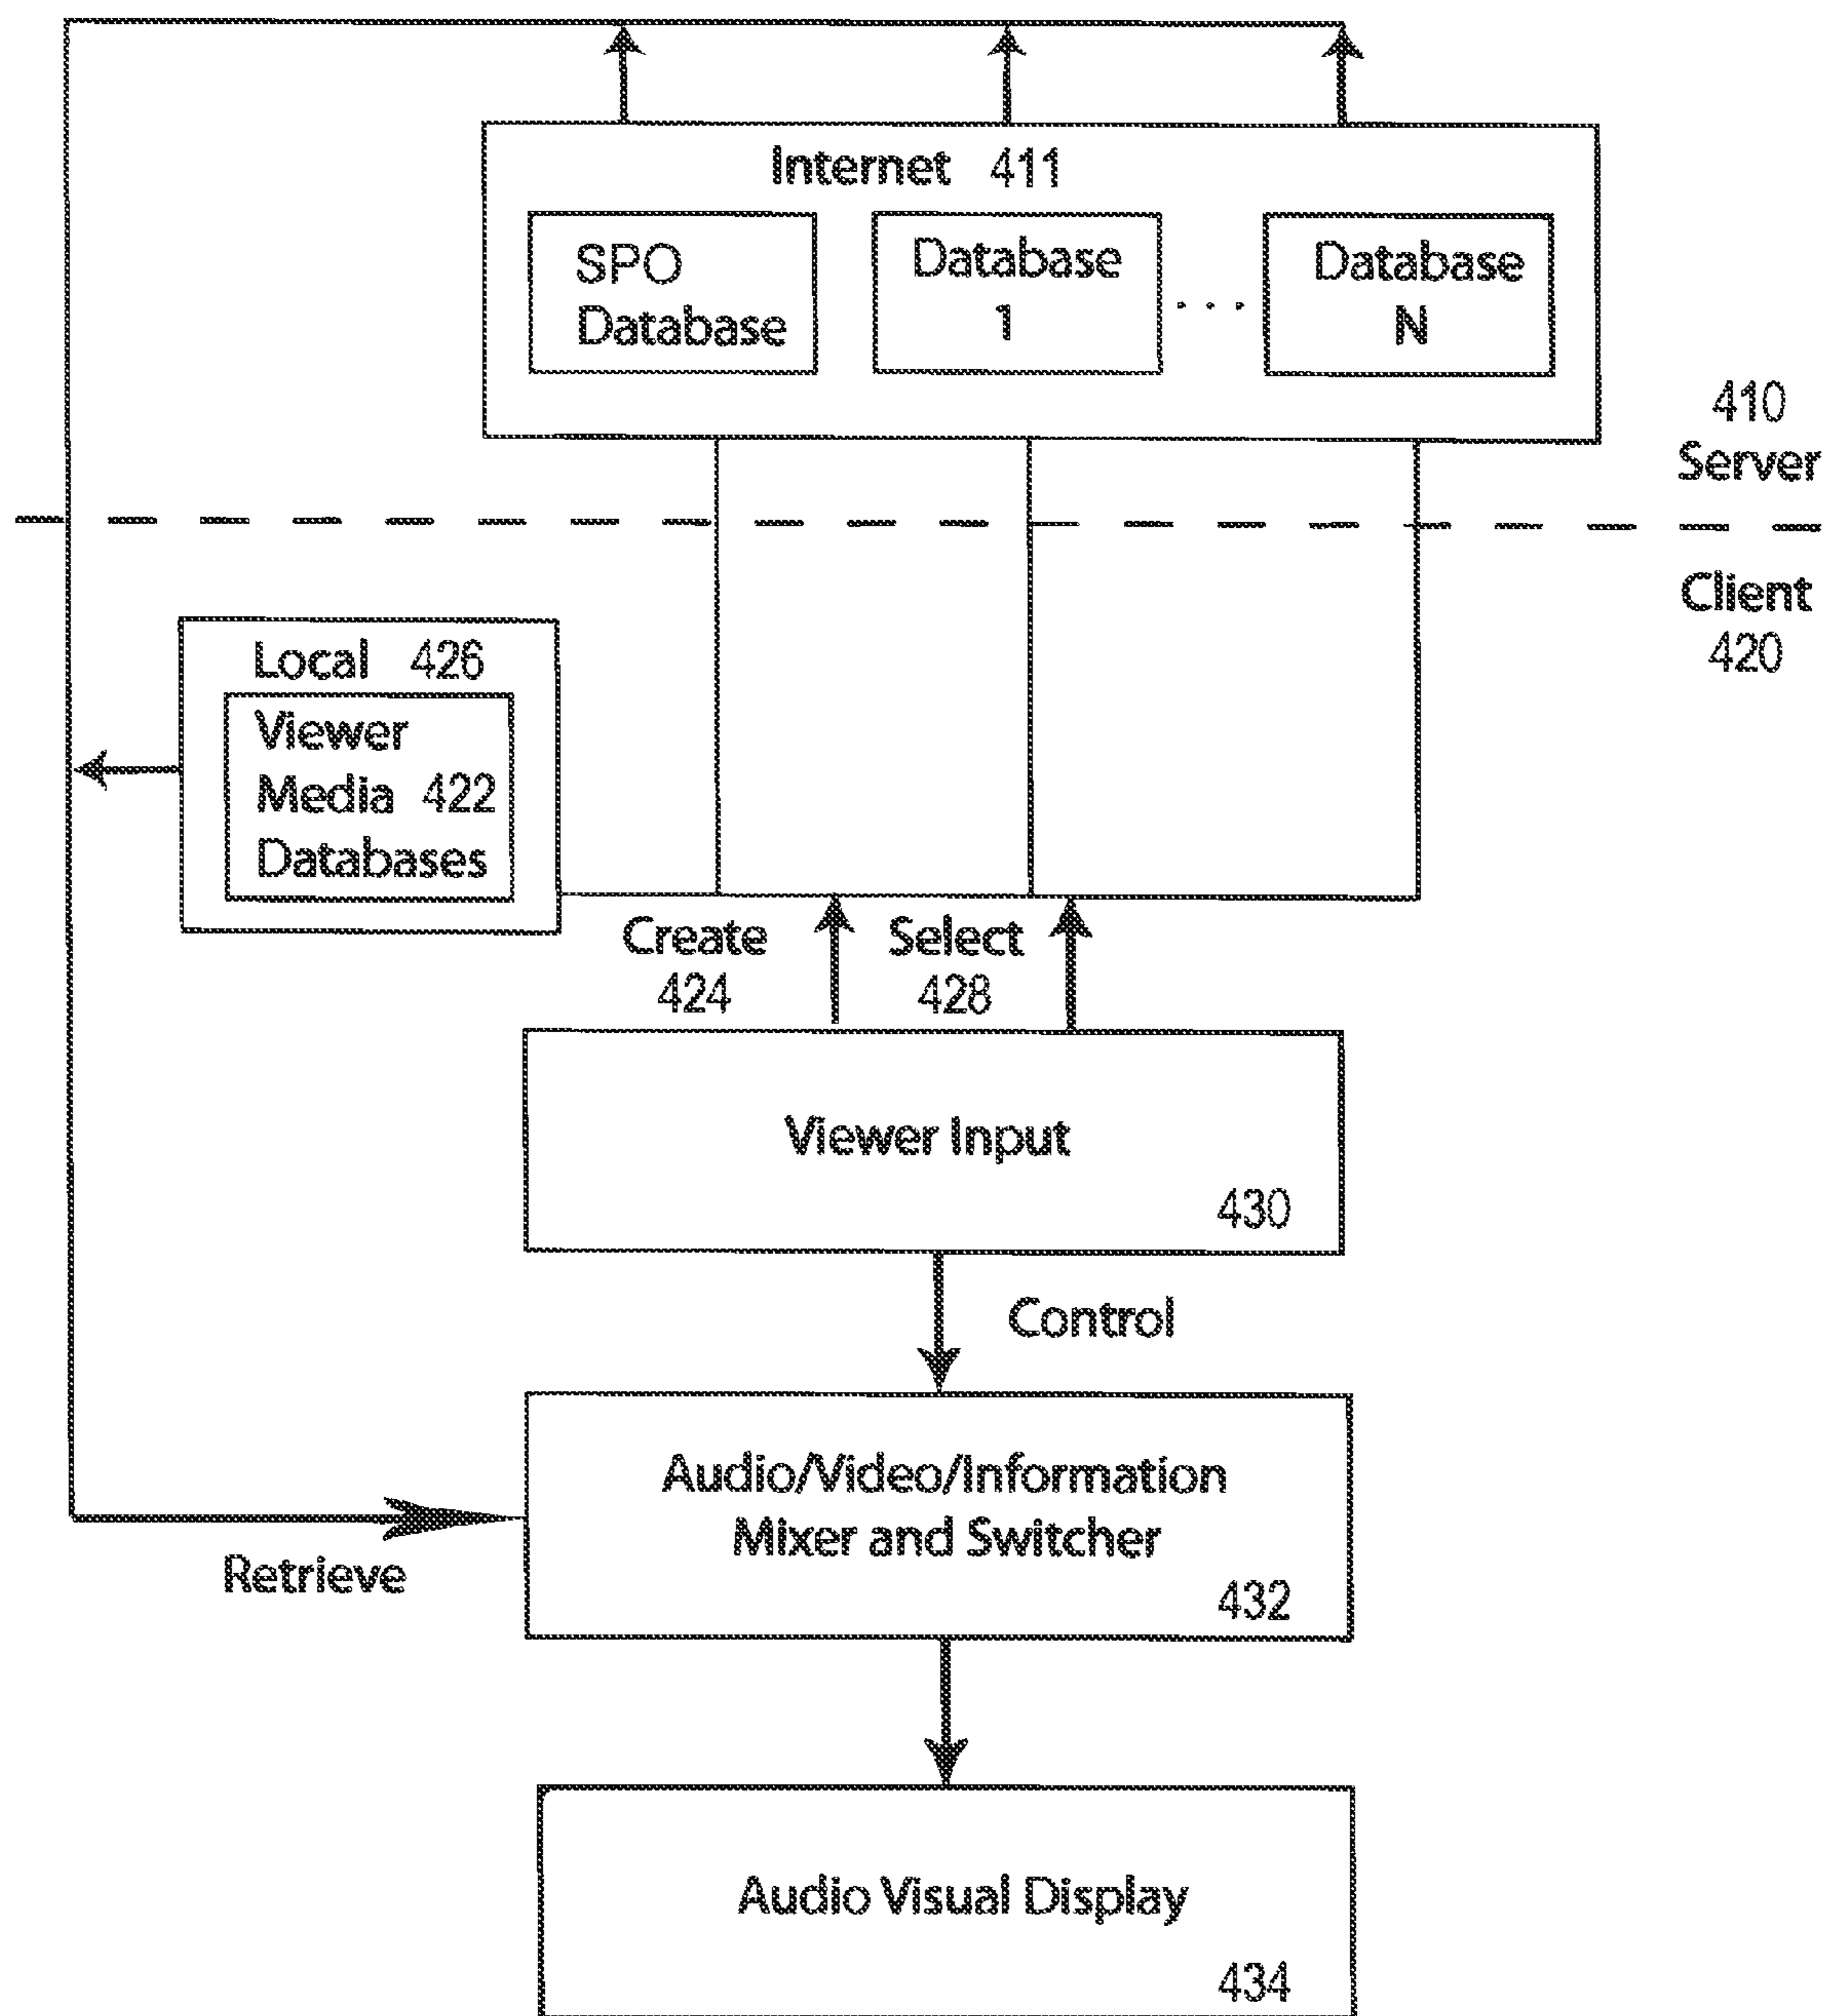 Internet 411
SPO
Database
Database
1
. . .
Database
N
410
Server
Client
420
Local 426
Viewer
Media 422
Databases
Create
424
Select
428
Viewer Input
430
Control
Audio/Video/Information
Mixer and Switcher
432
Retrieve
Audio Visual Display
434